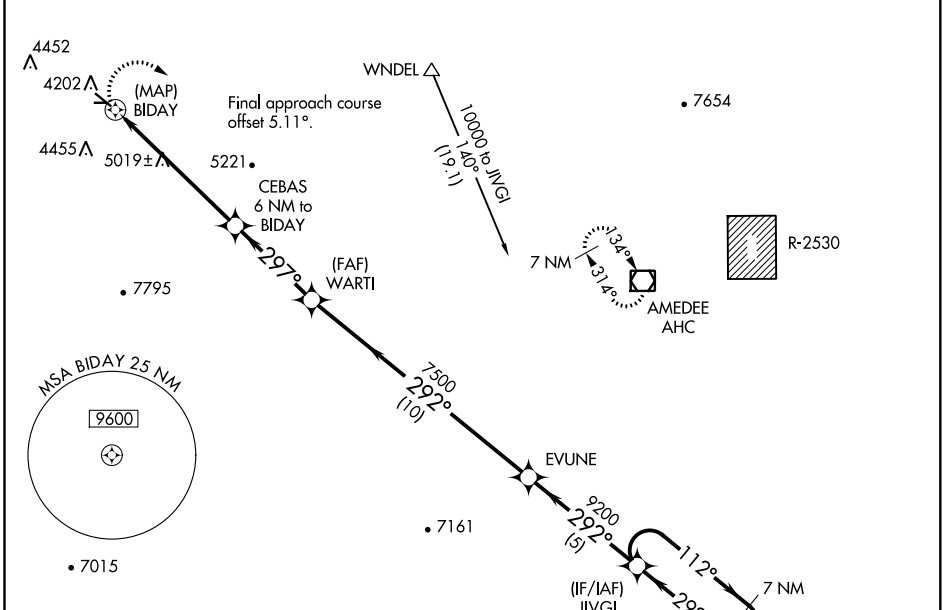 4452
4202
(MAP)
BIDAY
Final approach course
offset 5.11°.
4455
5019±
5221
WNDEL
10000 to JIVGI
140°
(19.1)
7654
CEBAS
6 NM to
BIDAY
297°
(FAF)
WARTI
7 NM
134°
314°
AMEDEE
AHC
R-2530
7795
MSA BIDAY 25 NM
9600
7500
292°
(10)
EVUNE
9200
292°
(5)
7161
7015
112°
7 NM
(IF/IAF)
JIVGI